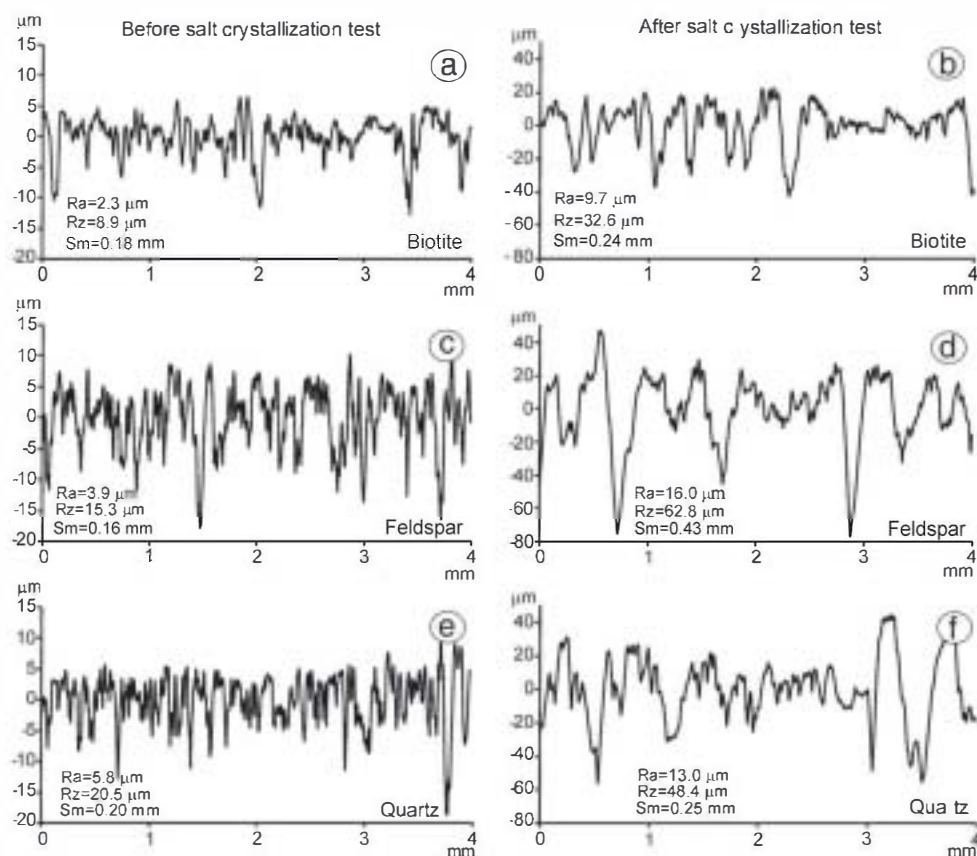 Before salt crystallization test
After salt c ystallization test
µm
15
10
5
0
-5
-10
-15
-20
a
Ra=2.3 µm
Rz=8.9 µm
Sm=0.18 mm
Biotite
0 1 2 3 4
mm
µm
40
20
0
-20
-40
-60
-80
b
Ra=9.7 µm
Rz=32.6 µm
Sm=0.24 mm
Biotite
0 1 2 3 4
mm
µm
15
10
5
0
-5
-10
-15
-20
c
Ra=3.9 µm
Rz=15.3 µm
Sm=0.16 mm
Feldspar
0 1 2 3 4
mm
µm
40
20
0
-20
-40
-60
-80
d
Ra=16.0 µm
Rz=62.8 µm
Sm=0.43 mm
Feldspar
0 1 2 3 4
mm
µm
15
10
5
0
-5
-10
-15
-20
e
Ra=5.8 µm
Rz=20.5 µm
Sm=0.20 mm
Quartz
0 1 2 3 4
mm
µm
40
20
0
-20
-40
-60
-80
f
Ra=13.0 µm
Rz=48.4 µm
Sm=0.25 mm
Qua tz
0 1 2 3 4
mm